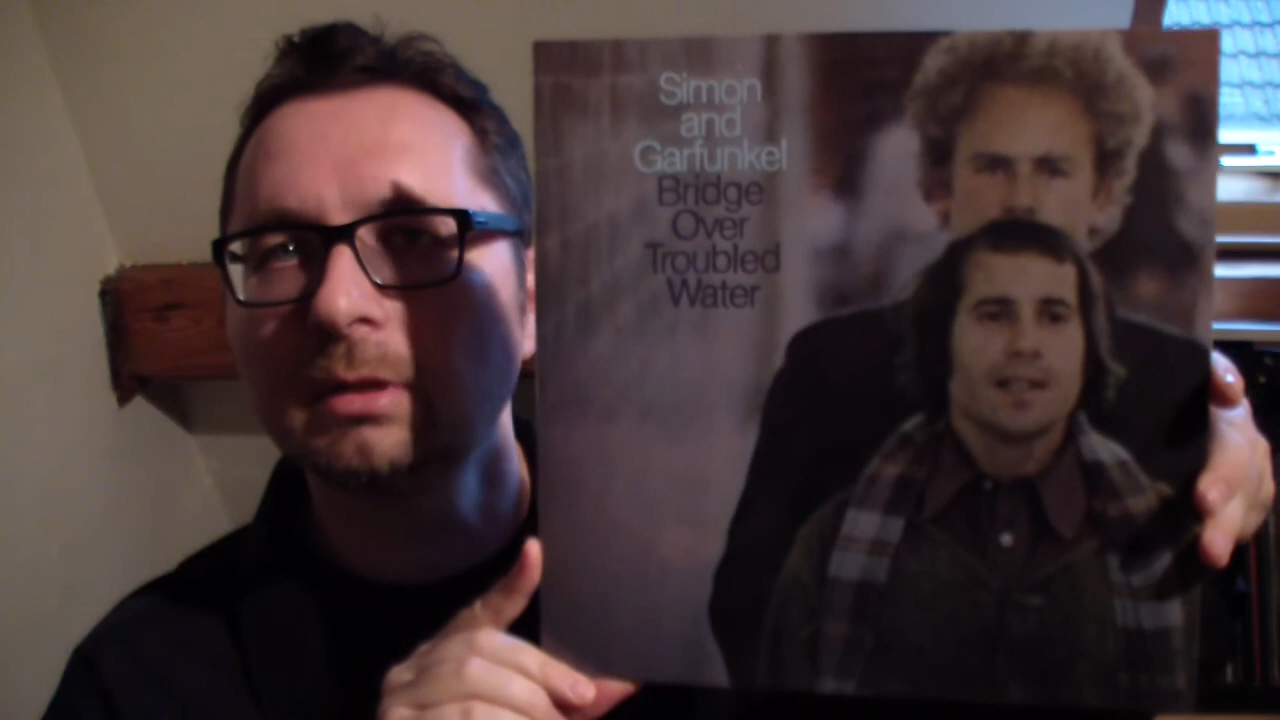 Simon
and
Garfunkel
Bridge
Over
Troubled
Water